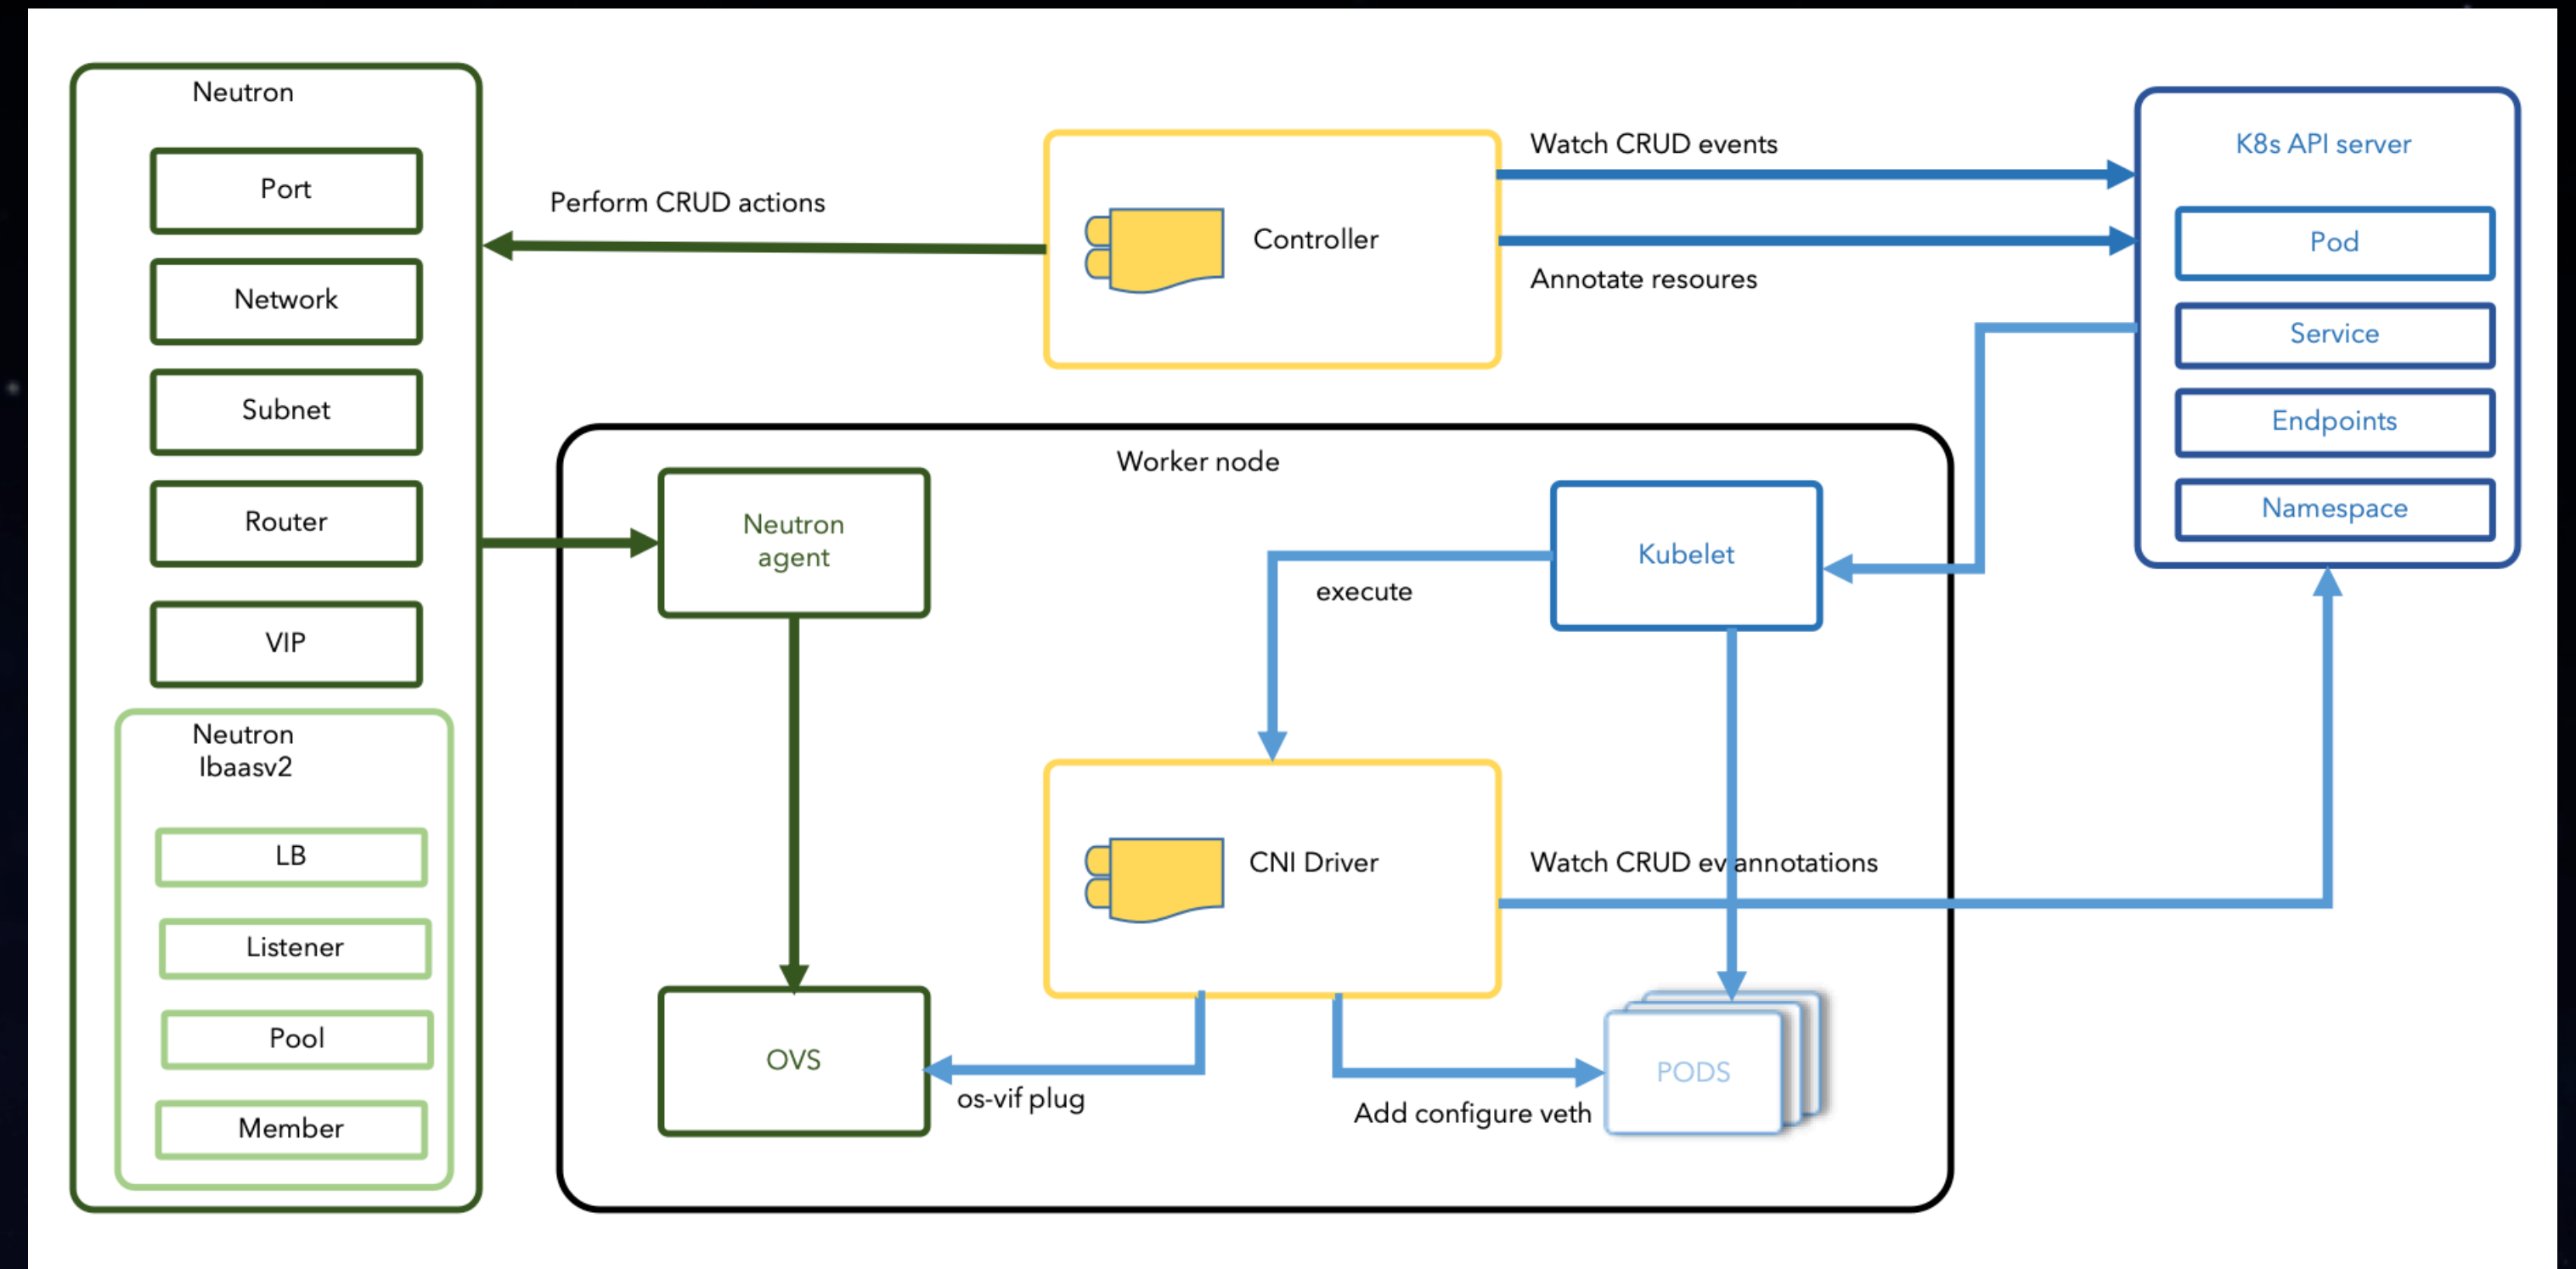 Neutron
Port
Network
Subnet
Router
VIP
Neutron
lbaasv2
LB
Listener
Pool
Member
Perform CRUD actions
Controller
Watch CRUD events
Annotate resoures
K8s API server
Pod
Service
Endpoints
Namespace
Worker node
Neutron
agent
Kubelet
execute
CNI Driver
Watch CRUD ev annotations
OVS
os-vif plug
Add configure veth
PODS